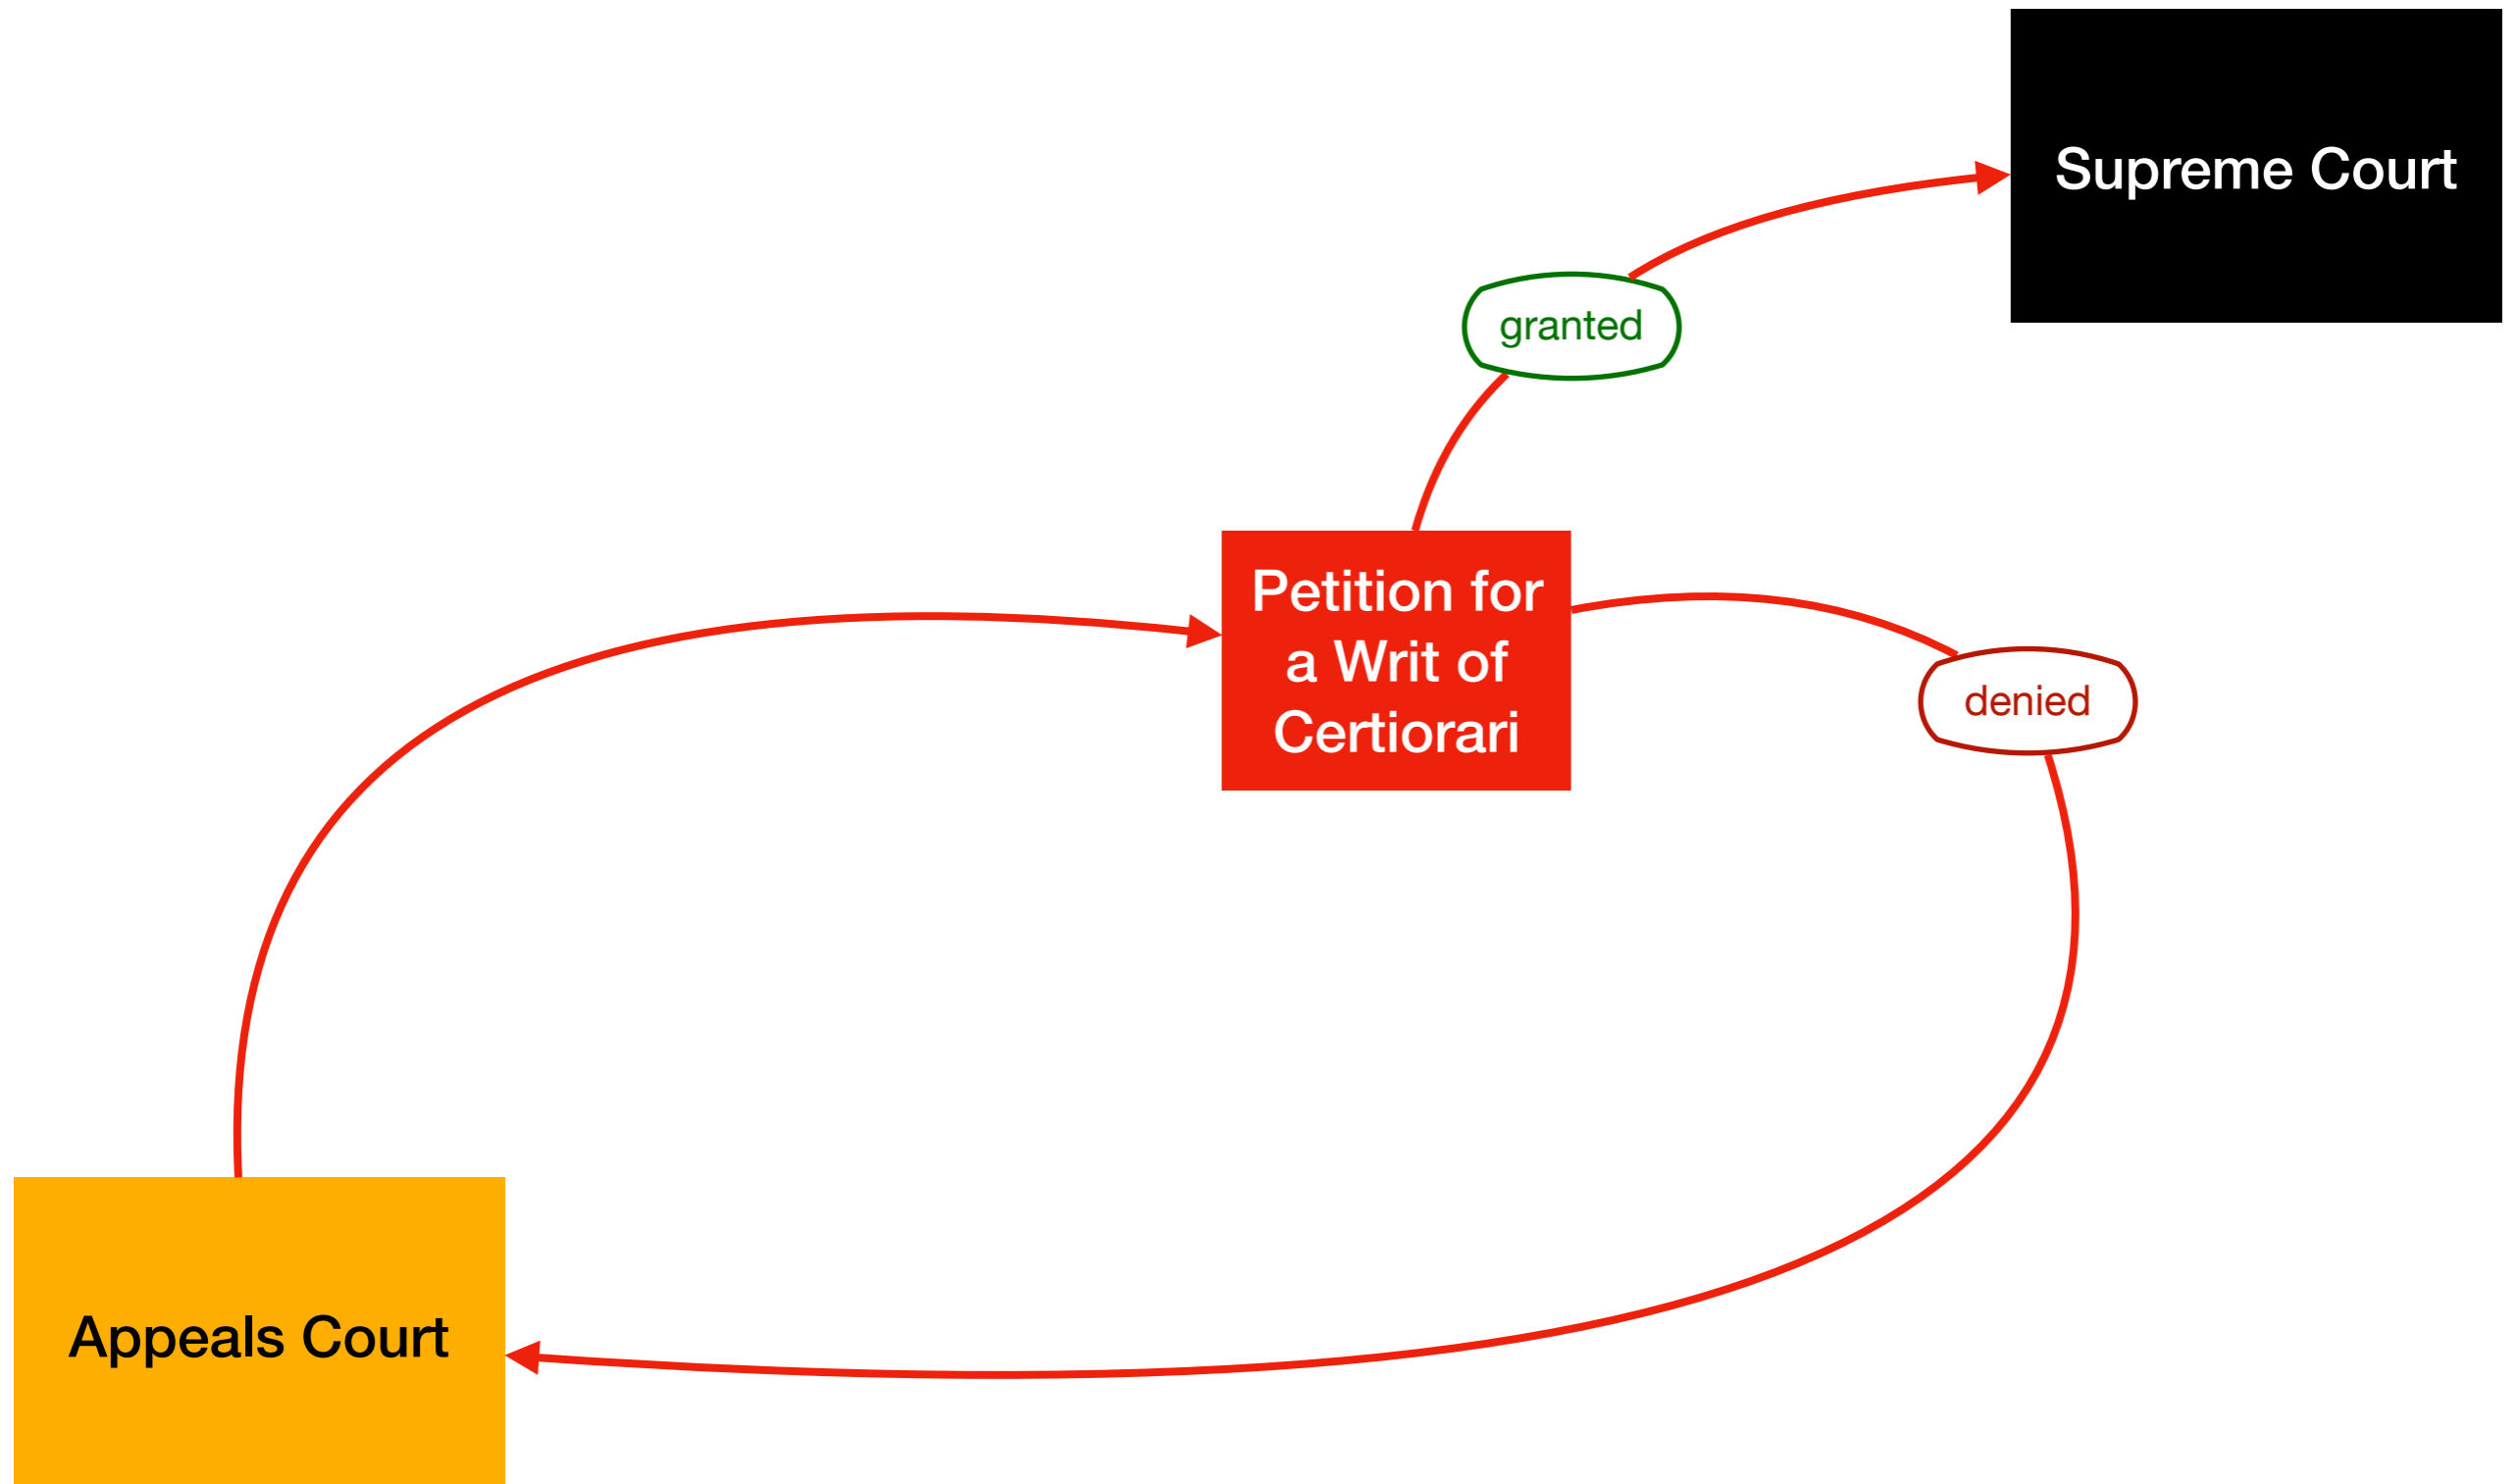 Supreme Court
granted
Petition for
a Writ of
Certiorari
denied
Appeals Court